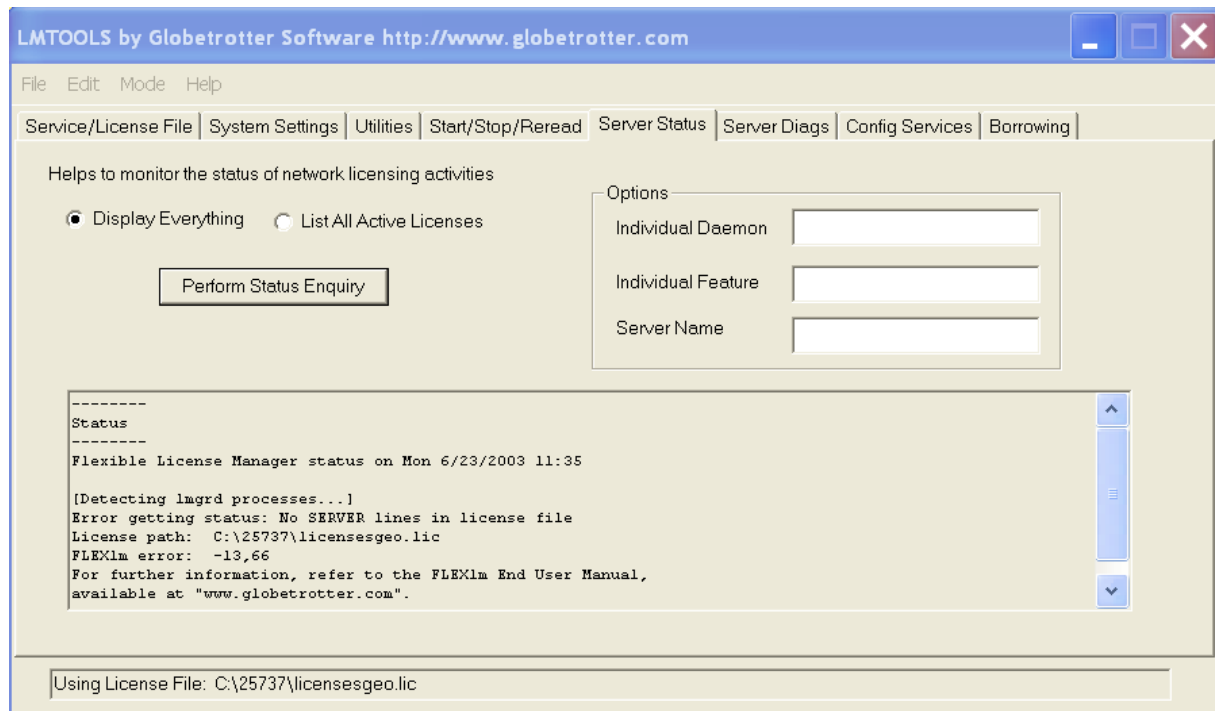 LMTOOLS by Globetrotter Software http://www.globetrotter.com
File Edit Mode Help
Service/License File System Settings Utilities Start/Stop/Reread Server Status Server Diags Config Services Borrowing
Helps to monitor the status of network licensing activities
Display Everything List All Active Licenses
Perform Status Enquiry
Options
Individual Daemon
Individual Feature
Server Name
--------
Status
--------
Flexible License Manager status on Mon 6/23/2003 11:35
[Detecting lmgrd processes...]
Error getting status: No SERVER lines in license file
License path: C:\25737\licensesgeo.lic
FLEXlm error: -13,66
For further information, refer to the FLEXlm End User Manual,
available at "www.globetrotter.com".
Using License File: C:\25737\licensesgeo.lic